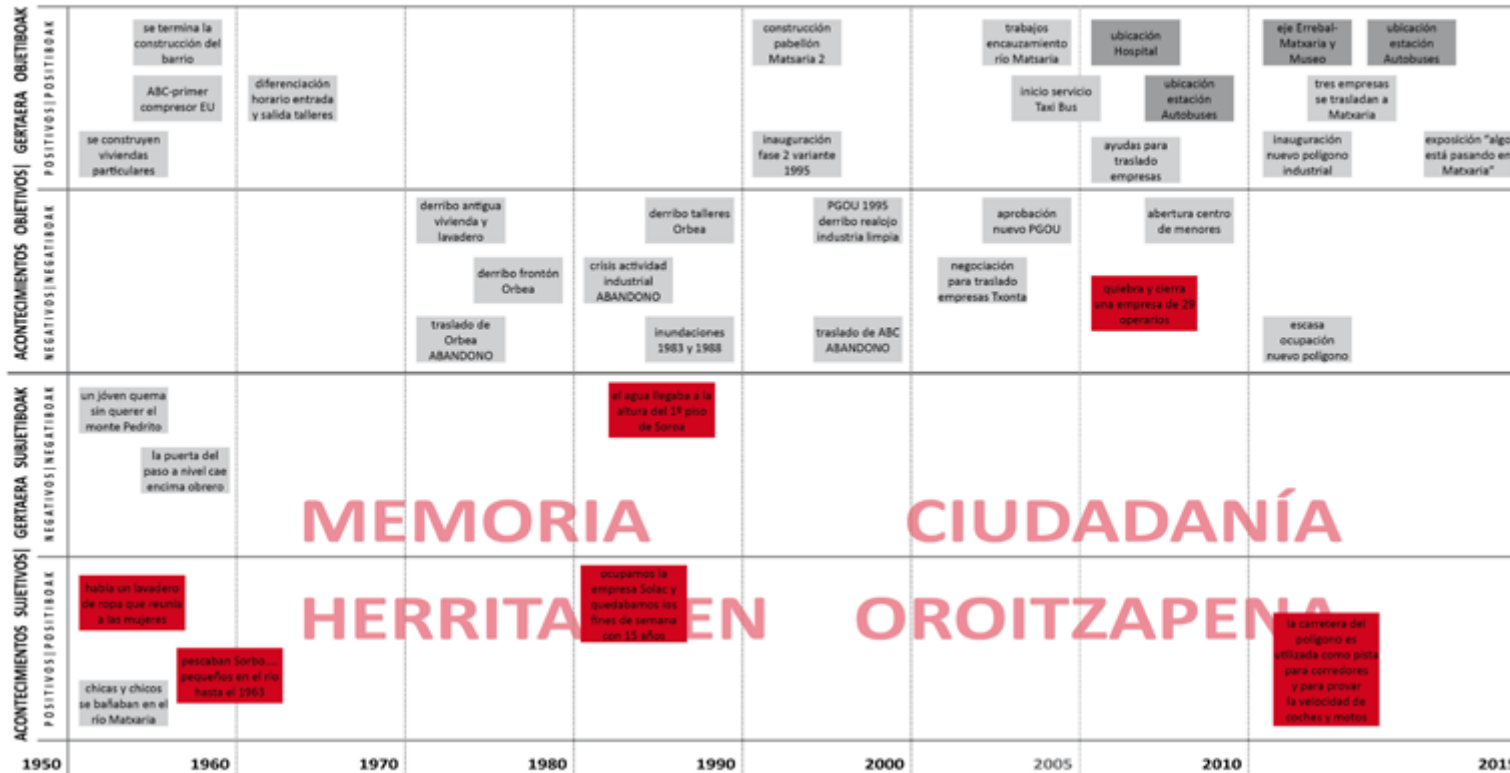 GERTAERA OBJETIBOAK
POSITIVOS|POSITIBOAK
se termina la
construcción del
barrio
ABC-primer
compresor EU
se construyen
viviendas
particulares
diferenciación
horario entrada
y salida talleres
construcción
pabellón
Matsaria 2
inauguración
fase 2 variante
1995
trabajos
encauzamiento
río Matsaria
inicio servicio
Taxi Bus
ubicación
Hospital
ubicación
estación
Autobuses
ayudas para
traslado
empresas
eje Errebal-
Matxaria y
Museo
ubicación
estación
Autobuses
tres empresas
se trasladan a
Matxaria
inauguración
nuevo polígono
industrial
exposición "algo
está pasando en
Matxaria"
ACONTECIMIENTOS OBJETIVOS|
NEGATIVOS|NEGATIBOAK
derribo antigua
vivienda y
lavadero
derribo frontón
Orbea
traslado de
Orbea
ABANDONO
derribo talleres
Orbea
crisis actividad
industrial
ABANDONO
inundaciones
1983 y 1988
PGOU 1995
derribo realojo
industria limpia
traslado de ABC
ABANDONO
aprobación
nuevo PGOU
negociación
para traslado
empresas Txonta
abertura centro
de menores
quiebra y cierra
una empresa de 29
operarios
escasa
ocupación
nuevo polígono
GERTAERA SUBJETIBOAK
NEGATIVOS|NEGATIBOAK
un jóven quema
sin querer el
monte Pedrito
la puerta del
paso a nivel cae
encima obrero
el agua llegaba a la
altura del 1º piso
de Soroa
MEMORIA CIUDADANÍA
ACONTECIMIENTOS SUJETIVOS|
POSITIVOS|POSITIBOAK
había un lavadero
de ropa que reunía
a las mujeres
pescaban Sorbo....
pequeños en el río
hasta el 1963
chicas y chicos
se bañaban en el
río Matxaria
ocupamos la
empresa Solac y
quedabamos los
fines de semana
con 15 años
HERRITA EN OROITZAPENA
la carretera del
polígono es
utilizada como pista
para corredores
y para provar
la velocidad de
coches y motos
1950 1960 1970 1980 1990 2000 2005 2010 201